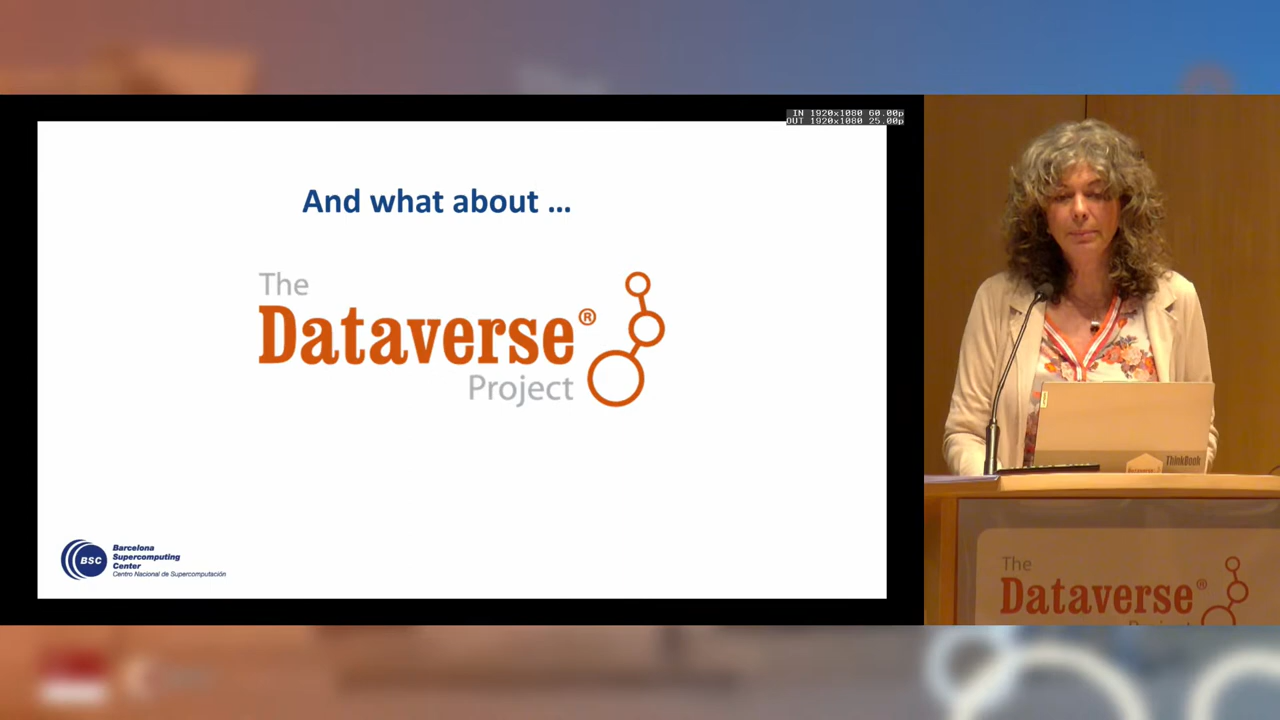 IN 1920x1080 60.00p
OUT 1920x1080 25.00p
And what about ...
The
Dataverse®
Project
BSC
Barcelona
Supercomputing
Center
Centro Nacional de Supercomputación
ThinkBook
The
Dataverse®
Project